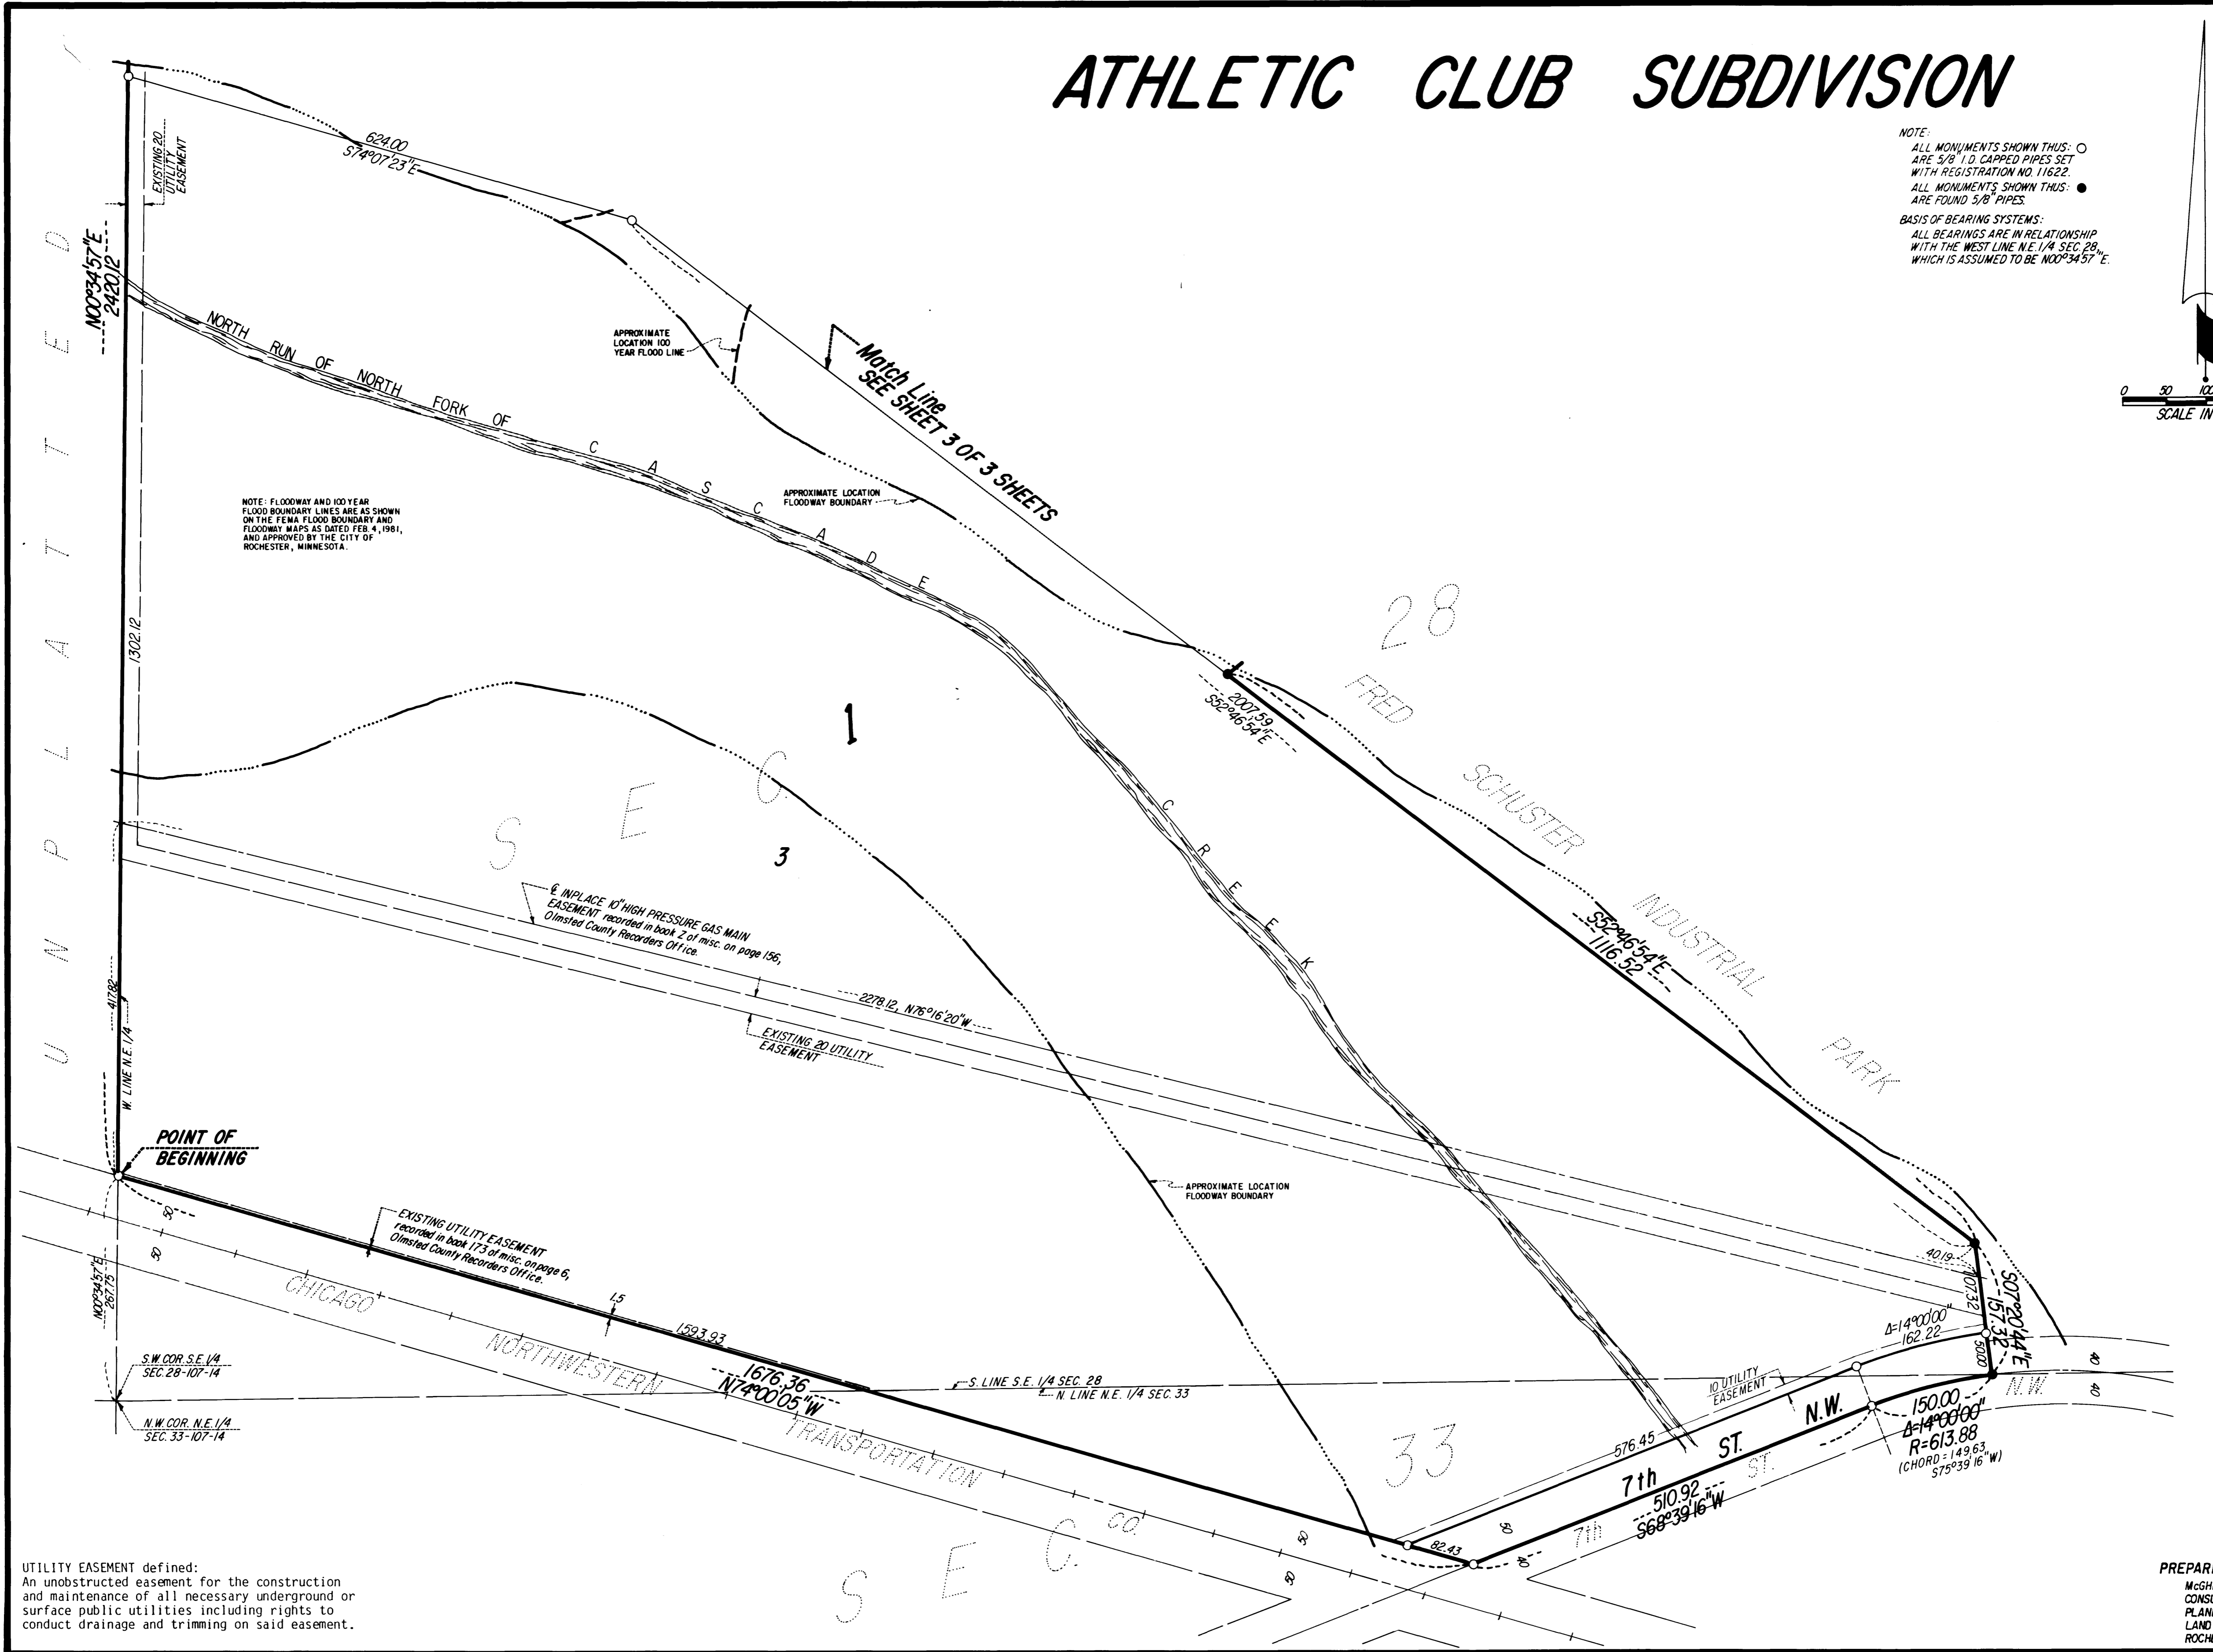 ATHLETIC CLUB SUBDIVISION
NOTE:
ALL MONUMENTS SHOWN THUS:
ARE 5/8" I.D. CAPPED PIPES SET
WITH REGISTRATION NO. 11622.
ALL MONUMENTS SHOWN THUS:
ARE FOUND 5/8" PIPES.
BASIS OF BEARING SYSTEMS:
ALL BEARINGS ARE IN RELATIONSHIP
WITH THE WEST LINE N.E. 1/4 SEC. 28,
WHICH IS ASSUMED TO BE N00°34'57"E.
0 50 100
SCALE IN
624.00
S74°07'23"E
EXISTING 20
UTILITY
EASEMENT
N00°34'57"E
2420.12
UNPLATTED
NORTH RUN OF NORTH FORK OF CASCADE CREEK
APPROXIMATE
LOCATION 100
YEAR FLOOD LINE
Match Line
SEE SHEET 3 OF 3 SHEETS
APPROXIMATE LOCATION
FLOODWAY BOUNDARY
NOTE: FLOODWAY AND 100 YEAR
FLOOD BOUNDARY LINES ARE AS SHOWN
ON THE FEMA FLOOD BOUNDARY AND
FLOODWAY MAPS AS DATED FEB. 4, 1981,
AND APPROVED BY THE CITY OF
ROCHESTER, MINNESOTA.
1302.12
28
FRED SCHUSTER INDUSTRIAL PARK
2007.59
S52°46'54"E
1
SEC.
3
S52°46'54"E
1116.52
℄ INPLACE 10" HIGH PRESSURE GAS MAIN
EASEMENT recorded in book Z of misc. on page 156,
Olmsted County Recorders Office.
2278.12, N76°16'20"W
EXISTING 20 UTILITY
EASEMENT
417.82
W. LINE N.E. 1/4
POINT OF
BEGINNING
APPROXIMATE LOCATION
FLOODWAY BOUNDARY
50
50
EXISTING UTILITY EASEMENT
recorded in book 173 of misc. on page 6,
Olmsted County Recorders Office.
N00°34'57"E
267.75
CHICAGO NORTHWESTERN TRANSPORTATION CO.
1.5
1593.93
1676.36
N74°00'05"W
S.W. COR. S.E. 1/4
SEC. 28-107-14
N.W. COR. N.E. 1/4
SEC. 33-107-14
S. LINE S.E. 1/4 SEC. 28
N. LINE N.E. 1/4 SEC. 33
40.19
107.32
S07°20'44"E
157.32
50.00
Δ=14°00'00"
162.22
10 UTILITY
EASEMENT
40
40
N.W.
150.00
Δ=14°00'00"
R=613.88
(CHORD=149.63
S75°39'16"W)
576.45
7th ST. N.W.
510.92
S68°39'16"W
7th ST.
33
SEC.
82.43
50
40
50
50
UTILITY EASEMENT defined:
An unobstructed easement for the construction
and maintenance of all necessary underground or
surface public utilities including rights to
conduct drainage and trimming on said easement.